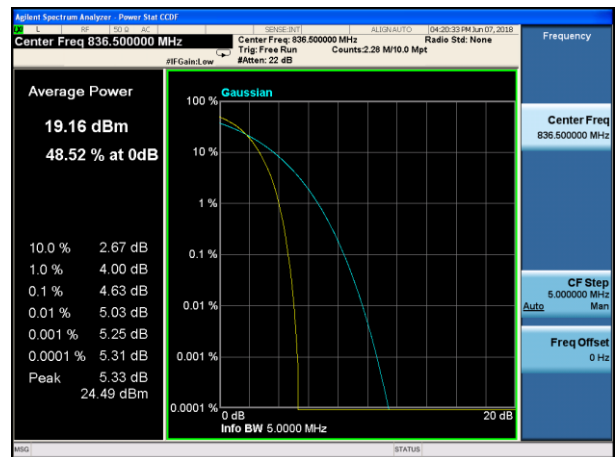 Agilent Spectrum Analyzer - Power Stat CCDF
L RF 50 Ω AC SENSE:INT ALIGNAUTO 04:20:33 PM Jun 07, 2018
Center Freq 836.500000 MHz
Center Freq: 836.500000 MHz Radio Std: None
Trig: Free Run Counts:2.28 M/10.0 Mpt
#IFGain:Low #Atten: 22 dB
Frequency
Average Power
19.16 dBm
48.52 % at 0dB
10.0 % 2.67 dB
1.0 % 4.00 dB
0.1 % 4.63 dB
0.01 % 5.03 dB
0.001 % 5.25 dB
0.0001 % 5.31 dB
Peak 5.33 dB
24.49 dBm
Gaussian
100 %
10 %
1 %
0.1 %
0.01 %
0.001 %
0.0001 %
0 dB 20 dB
Info BW 5.0000 MHz
Center Freq
836.500000 MHz
CF Step
5.000000 MHz
Auto Man
Freq Offset
0 Hz
MSG STATUS